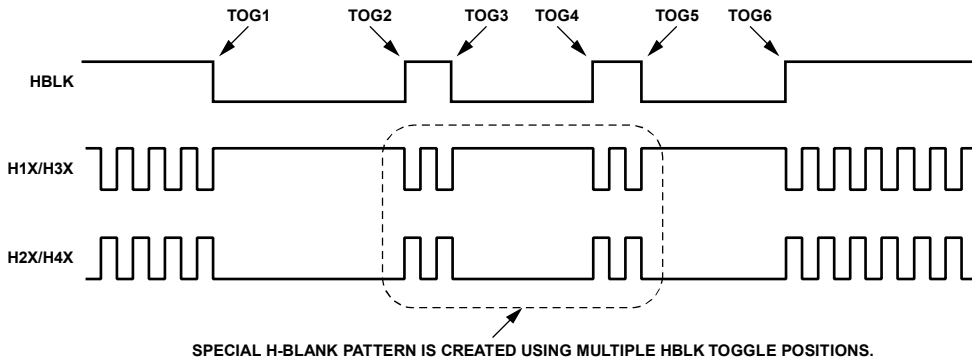 TOG1 TOG2 TOG3 TOG4 TOG5 TOG6
HBLK
H1X/H3X
H2X/H4X
SPECIAL H-BLANK PATTERN IS CREATED USING MULTIPLE HBLK TOGGLE POSITIONS.